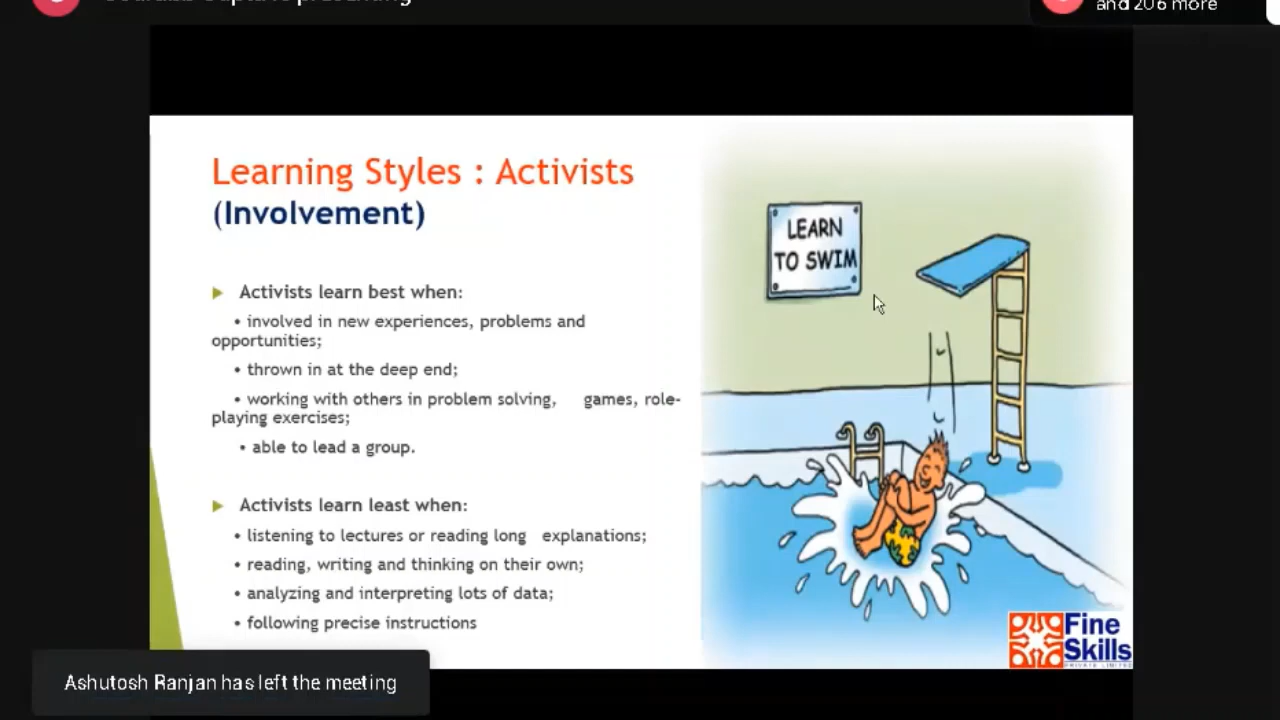 and 206 more
Learning Styles : Activists
(Involvement)
Activists learn best when:
• involved in new experiences, problems and
opportunities;
• thrown in at the deep end;
• working with others in problem solving, games, role-
playing exercises;
• able to lead a group.
Activists learn least when:
• listening to lectures or reading long explanations;
• reading, writing and thinking on their own;
• analyzing and interpreting lots of data;
• following precise instructions
LEARN
TO SWIM
Fine
Skills
PRIVATE LIMITED
Ashutosh Ranjan has left the meeting